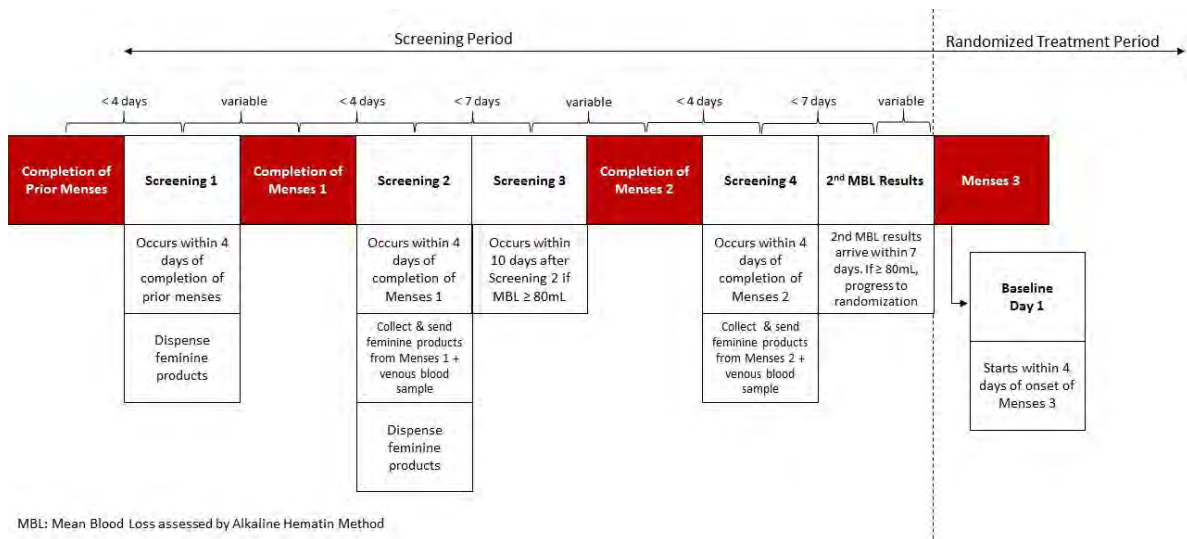 Screening Period
Randomized Treatment Period
< 4 days
variable
< 4 days
< 7 days
variable
< 4 days
< 7 days
variable
Completion of
Prior Menses
Screening 1
Completion of
Menses 1
Screening 2
Screening 3
Completion of
Menses 2
Screening 4
2nd MBL Results
Menses 3
Occurs within 4
days of
completion of
prior menses
Dispense
feminine
products
Occurs within 4
days of
completion of
Menses 1
Collect & send
feminine products
from Menses 1 +
venous blood
sample
Dispense
feminine
products
Occurs within
10 days after
Screening 2 if
MBL ≥ 80mL
Occurs within 4
days of
completion of
Menses 2
Collect & send
feminine products
from Menses 2 +
venous blood
sample
2nd MBL results
arrive within 7
days. If ≥ 80mL,
progress to
randomization
Baseline
Day 1
Starts within 4
days of onset of
Menses 3
MBL: Mean Blood Loss assessed by Alkaline Hematin Method